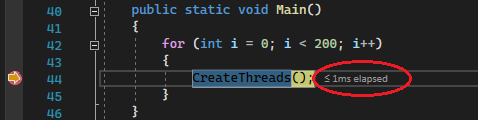 40 public static void Main()
41 {
42 for (int i = 0; i < 200; i++)
43 {
44 CreateThreads(); ≤ 1ms elapsed
45 }
46 }